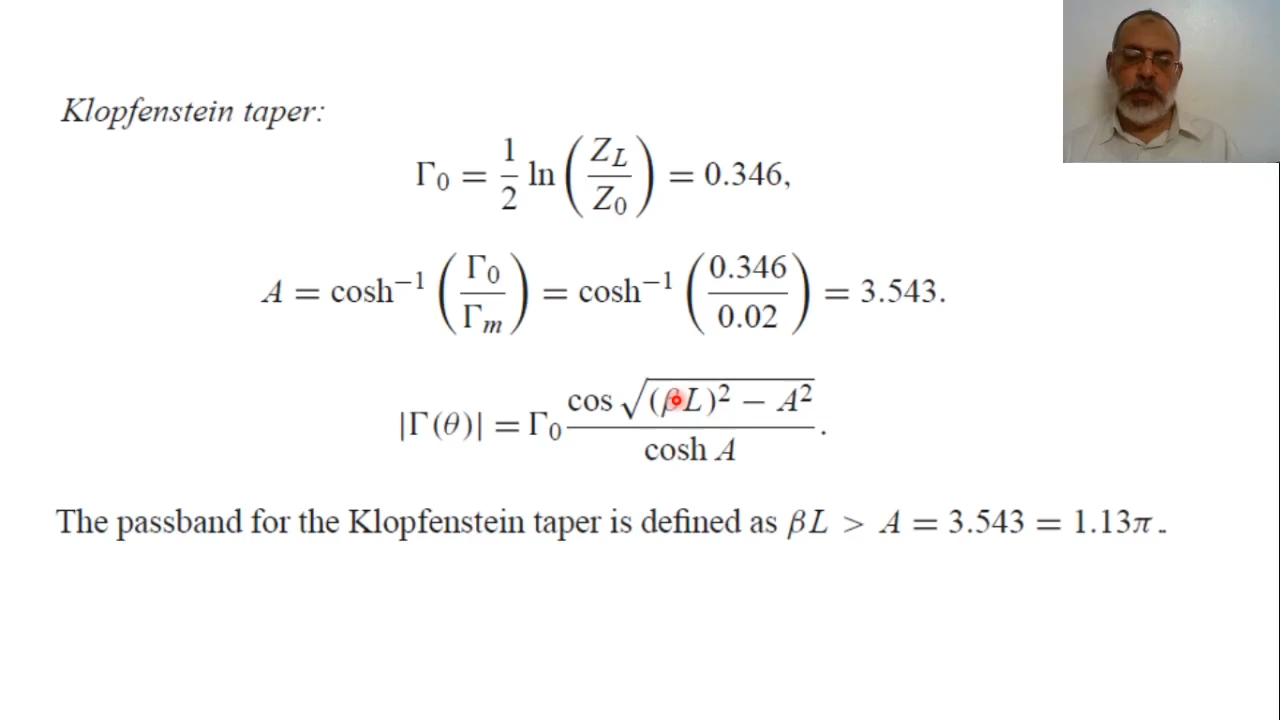 Klopfenstein taper:
Γ₀ = 1/2 ln(Z_L/Z₀) = 0.346,
A = cosh⁻¹(Γ₀/Γₘ) = cosh⁻¹(0.346/0.02) = 3.543.
|Γ(θ)| = Γ₀ cos √((βL)² − A²) / cosh A.
The passband for the Klopfenstein taper is defined as βL > A = 3.543 = 1.13π.